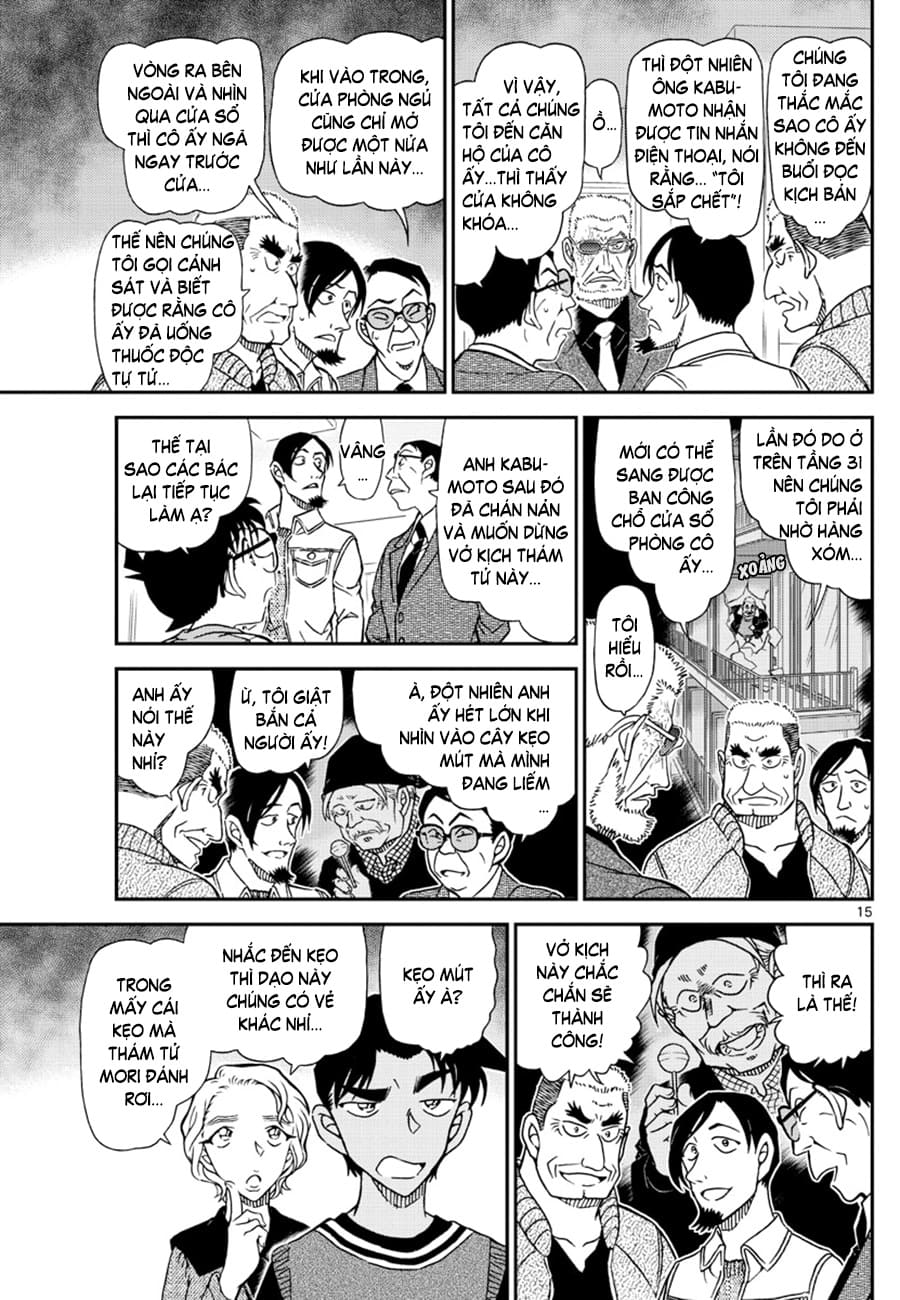 CHÚNG
TÔI ĐANG
THẮC MẮC
SAO CÔ ẤY
KHÔNG ĐẾN
BUỔI ĐỌC
KỊCH BẢN
...
THÌ ĐỘT NHIÊN
ÔNG KABU-
MOTO NHẬN
ĐƯỢC TIN NHẮN
ĐIỆN THOẠI, NÓI
RẰNG... "TÔI
SẮP CHẾT"!
Ồ...
VÌ VẬY,
TẤT CẢ CHÚNG
TÔI ĐẾN CĂN
HỘ CỦA CÔ
ẤY...THÌ THẤY
CỬA KHÔNG
KHÓA...
KHI VÀO TRONG,
CỬA PHÒNG NGỦ
CŨNG CHỈ MỞ
ĐƯỢC MỘT NỬA
NHƯ LẦN NÀY...
VÒNG RA BÊN
NGOÀI VÀ NHÌN
QUA CỬA SỔ
THÌ CÔ ẤY NGÃ
NGAY TRƯỚC
CỬA...
THẾ NÊN CHÚNG
TÔI GỌI CẢNH
SÁT VÀ BIẾT
ĐƯỢC RẰNG CÔ
ẤY ĐÃ UỐNG
THUỐC ĐỘC
TỰ TỬ...
LẦN ĐÓ DO Ở
TRÊN TẦNG 31
NÊN CHÚNG
TÔI PHẢI
NHỜ HÀNG
XÓM...
MỚI CÓ THỂ
SANG ĐƯỢC
BAN CÔNG
CHỖ CỬA SỔ
PHÒNG CÔ
ẤY...
XOẢNG
TÔI
HIỂU
RỒI...
ANH KABU-
MOTO SAU ĐÓ
ĐÃ CHÁN NẢN
VÀ MUỐN DỪNG
VỞ KỊCH THÁM
TỬ NÀY...
VÂNG
...
THẾ TẠI
SAO CÁC BÁC
LẠI TIẾP TỤC
LÀM Ạ?
À, ĐỘT NHIÊN ANH
ẤY HÉT LỚN KHI
NHÌN VÀO CÂY KẸO
MÚT MÀ MÌNH
ĐANG LIẾM
...
Ừ, TÔI GIẬT
BẮN CẢ
NGƯỜI ẤY!
ANH ẤY
NÓI THẾ
NÀY
NHỈ?
15
THÌ RA
LÀ THẾ!
VỞ KỊCH
NÀY CHẮC
CHẮN SẼ
THÀNH
CÔNG!
KẸO MÚT
ẤY À?
NHẮC ĐẾN KẸO
THÌ DẠO NÀY
CHÚNG CÓ VẺ
KHÁC NHỈ...
TRONG
MẤY CÁI
KẸO MÀ
THÁM TỬ
MORI ĐÁNH
RƠI...